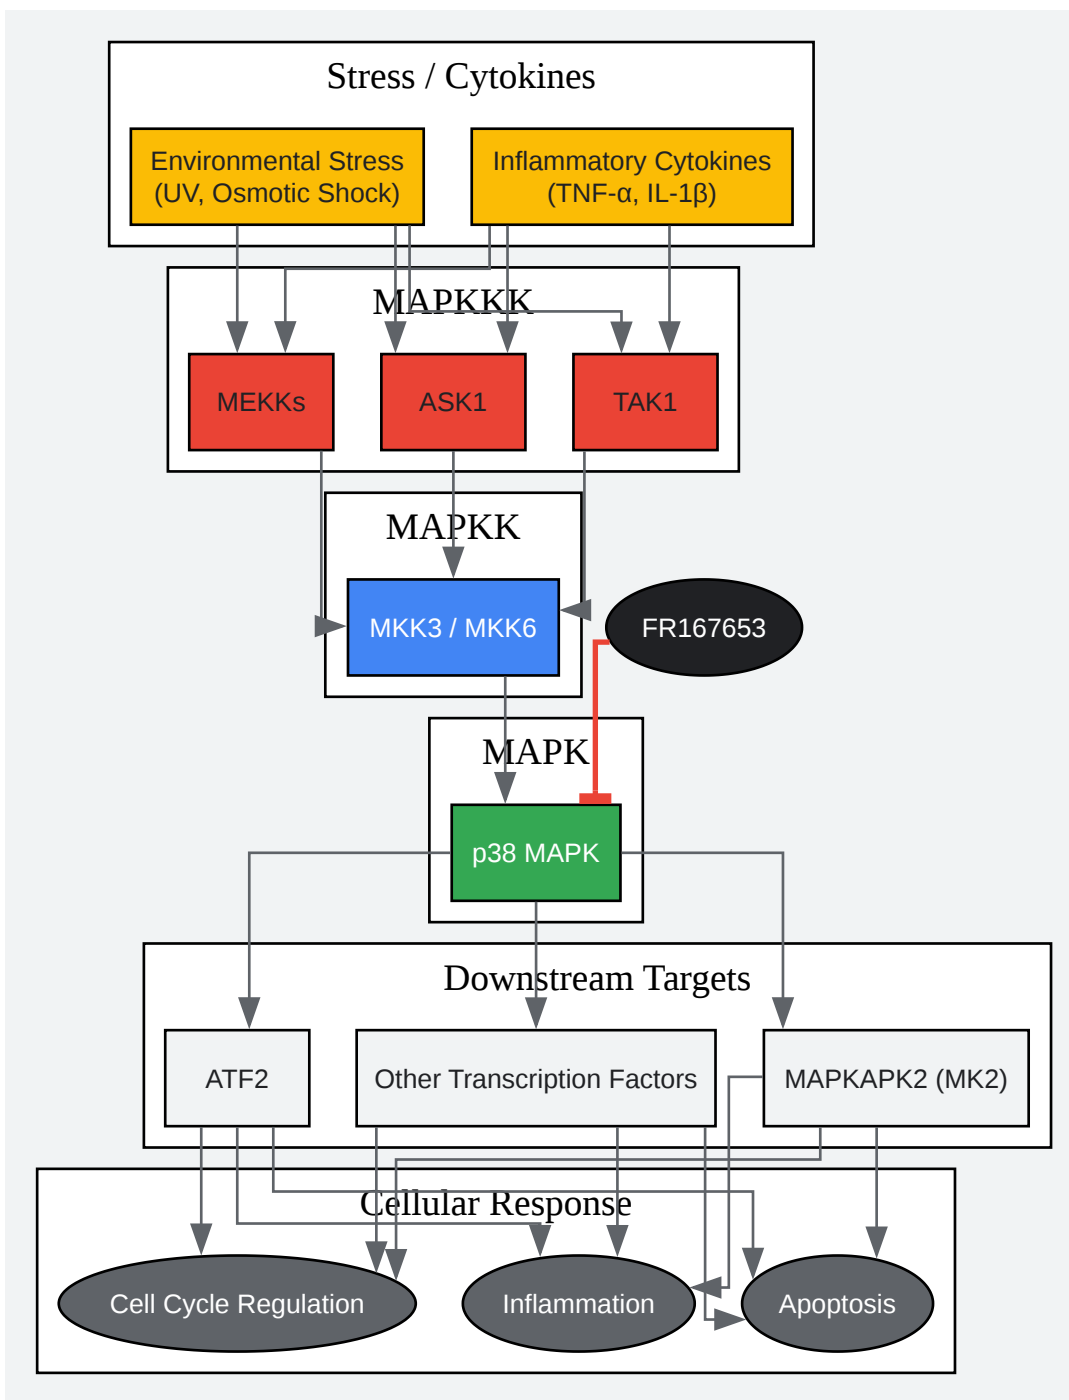 Stress / Cytokines
Environmental Stress
(UV, Osmotic Shock)
Inflammatory Cytokines
(TNF-α, IL-1β)
MAPKKK
MEKKs
ASK1
TAK1
MAPKK
MKK3 / MKK6
FR167653
MAPK
p38 MAPK
Downstream Targets
ATF2
Other Transcription Factors
MAPKAPK2 (MK2)
Cellular Response
Cell Cycle Regulation
Inflammation
Apoptosis